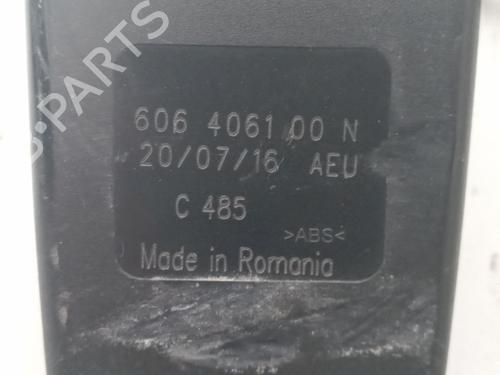 B-PARTS
606 4061 00 N
20/07/16 AEU
C 485
>ABS<
Made in Romania